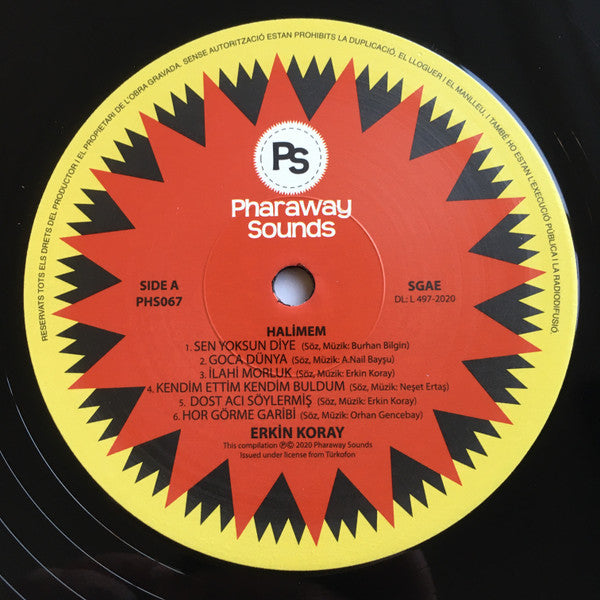 RESERVATS TOTS ELS DRETS DEL PRODUCTOR I EL PROPIETARI DE L'OBRA GRAVADA. SENSE AUTORITZACIÓ ESTAN PROHIBITS LA DUPLICACIÓ, EL LLOGUER I EL MANLLEU, I TAMBÉ HO ESTAN L'EXECUCIÓ PÚBLICA I LA RADIODIFUSIÓ.
PS
Pharaway
Sounds
SIDE A
PHS067
SGAE
DL: L 497-2020
HALİMEM
1. SEN YOKSUN DİYE (Söz, Müzik: Burhan Bilgin)
2. GOCA DÜNYA (Söz, Müzik: A.Nail Bayşu)
3. İLAHİ MORLUK (Söz, Müzik: Erkin Koray)
4. KENDİM ETTİM KENDİM BULDUM (Söz, Müzik: Neşet Ertaş)
5. DOST ACI SÖYLERMİŞ (Söz, Müzik: Erkin Koray)
6. HOR GÖRME GARİBİ (Söz, Müzik: Orhan Gencebay)
ERKİN KORAY
This compilation ℗© 2020 Pharaway Sounds
Issued under license from Türkofon